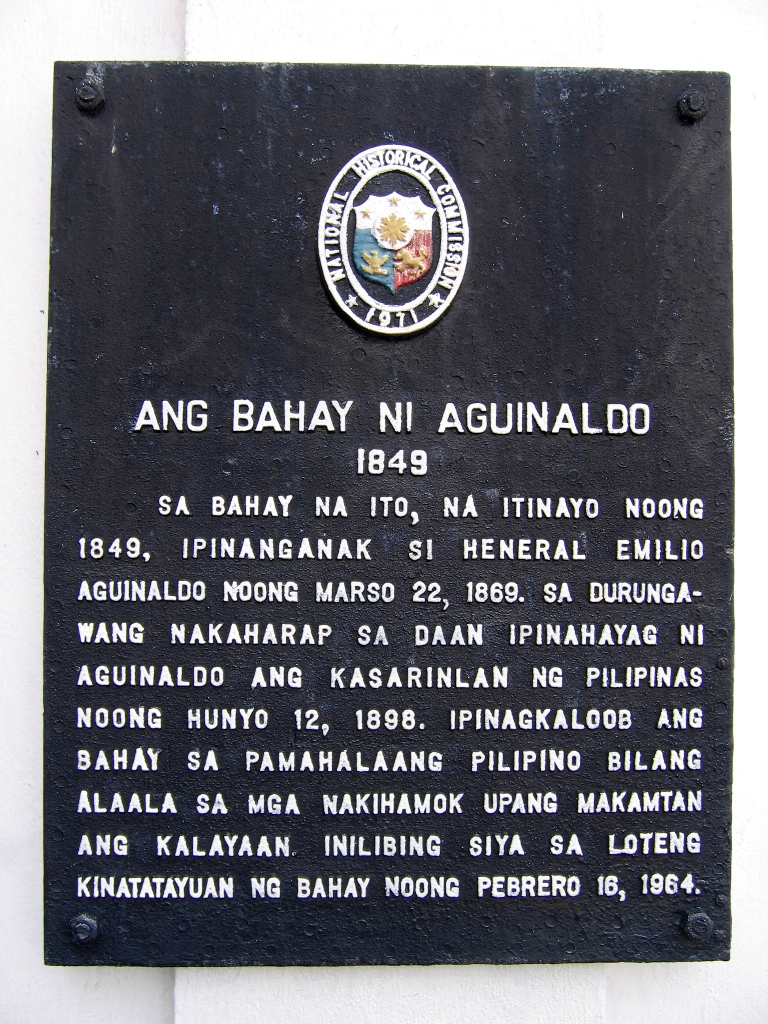 NATIONAL HISTORICAL COMMISSION
1971
ANG BAHAY NI AGUINALDO
1849
SA BAHAY NA ITO, NA ITINAYO NOONG
1849, IPINANGANAK SI HENERAL EMILIO
AGUINALDO NOONG MARSO 22, 1869. SA DURUNGA-
WANG NAKAHARAP SA DAAN IPINAHAYAG NI
AGUINALDO ANG KASARINLAN NG PILIPINAS
NOONG HUNYO 12, 1898. IPINAGKALOOB ANG
BAHAY SA PAMAHALAANG PILIPINO BILANG
ALAALA SA MGA NAKIHAMOK UPANG MAKAMTAN
ANG KALAYAAN. INILIBING SIYA SA LOTENG
KINATATAYUAN NG BAHAY NOONG PEBRERO 16, 1964.